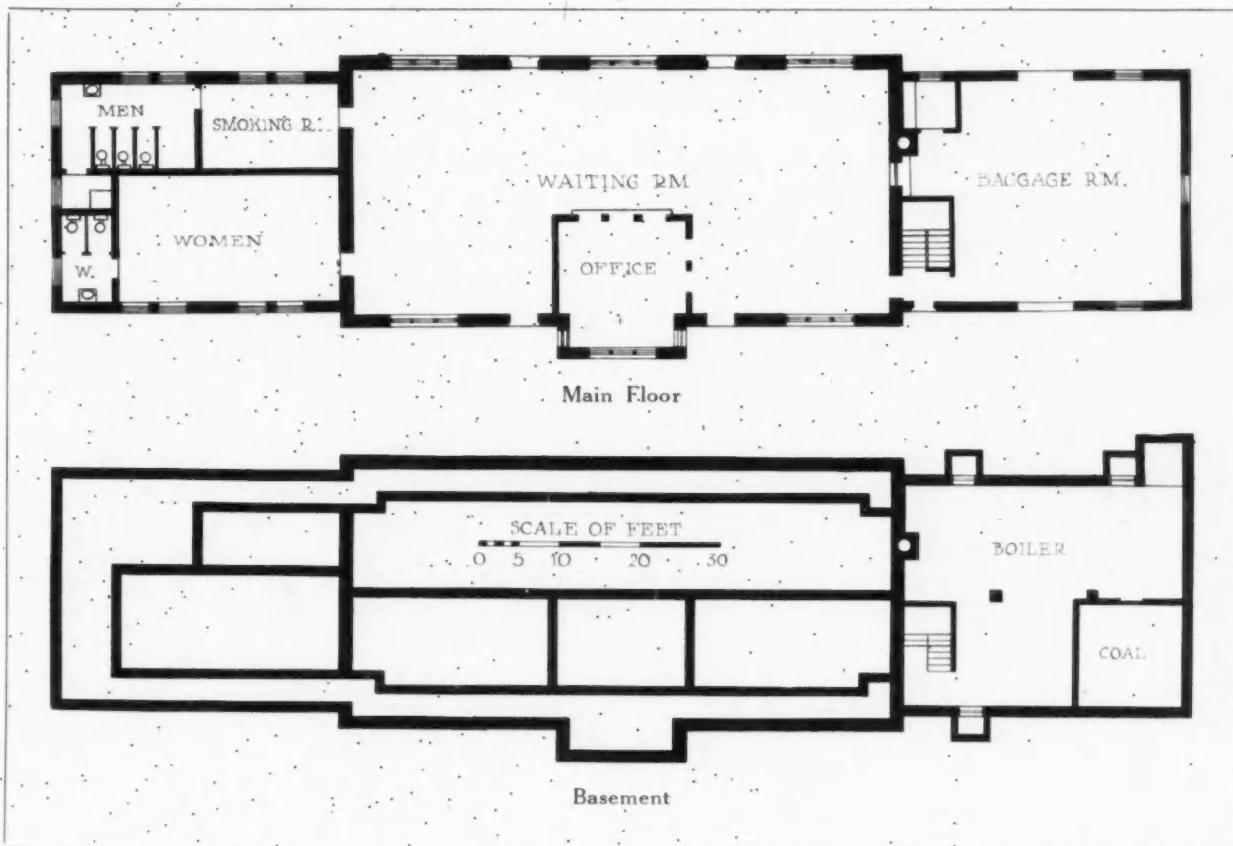 MEN
SMOKING R.
WAITING RM
BAGGAGE RM.
WOMEN
OFFICE
W.
Main Floor
SCALE OF FEET
0 5 10 20 30
BOILER
COAL
Basement